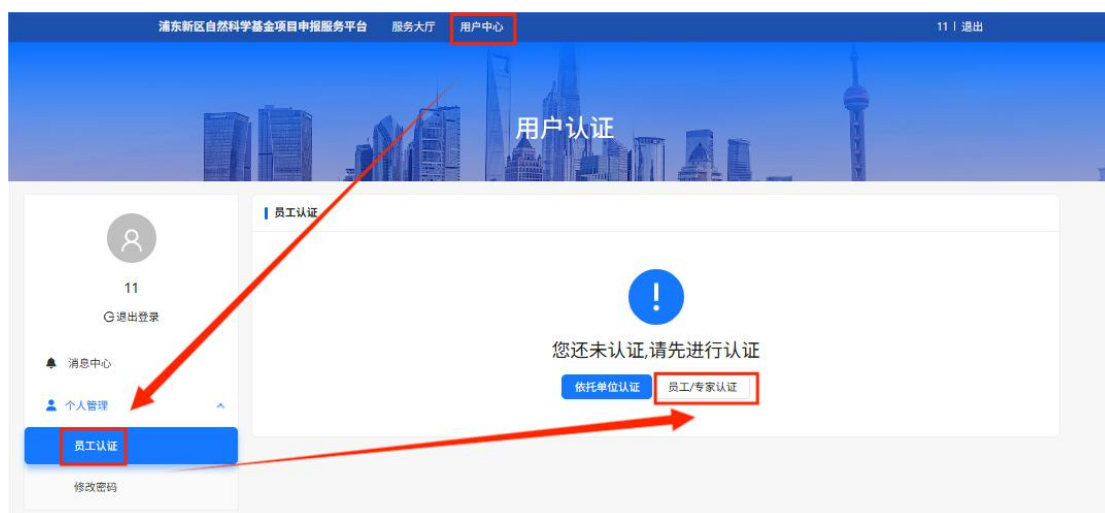 浦东新区自然科学基金项目申报服务平台 服务大厅 用户中心 11 | 退出
用户认证
员工认证
11
退出登录
您还未认证,请先进行认证
消息中心
依托单位认证 员工/专家认证
个人管理
员工认证
修改密码